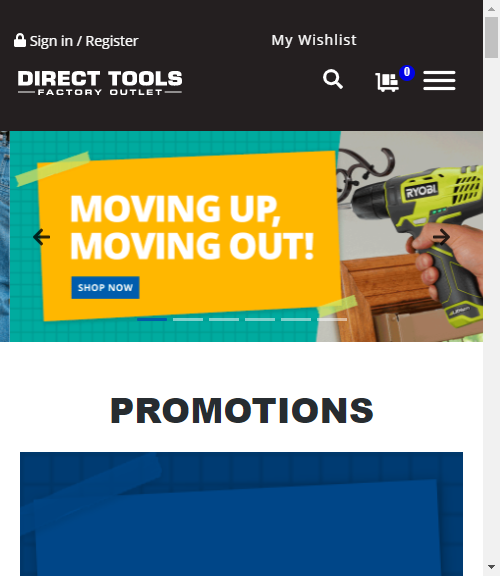 Sign in / Register
My Wishlist
DIRECT TOOLS
FACTORY OUTLET
0
MOVING UP,
MOVING OUT!
SHOP NOW
RYOBI
PROMOTIONS